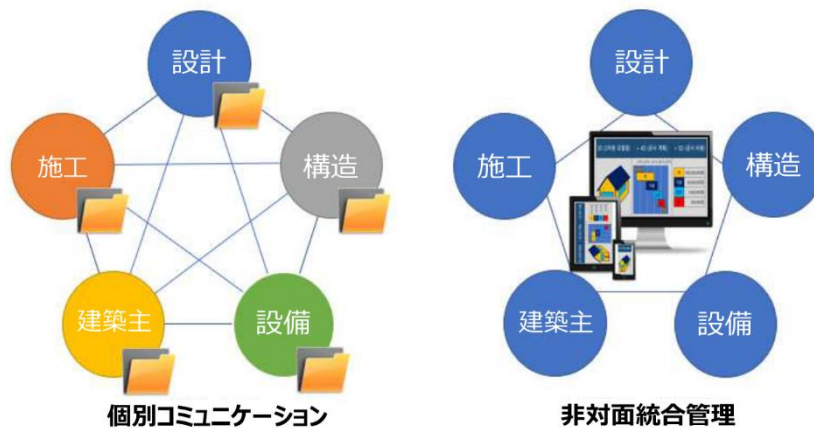 設計
設計
施工
構造
施工
構造
建築主
設備
建築主
設備
個別コミュニケーション
非対面統合管理